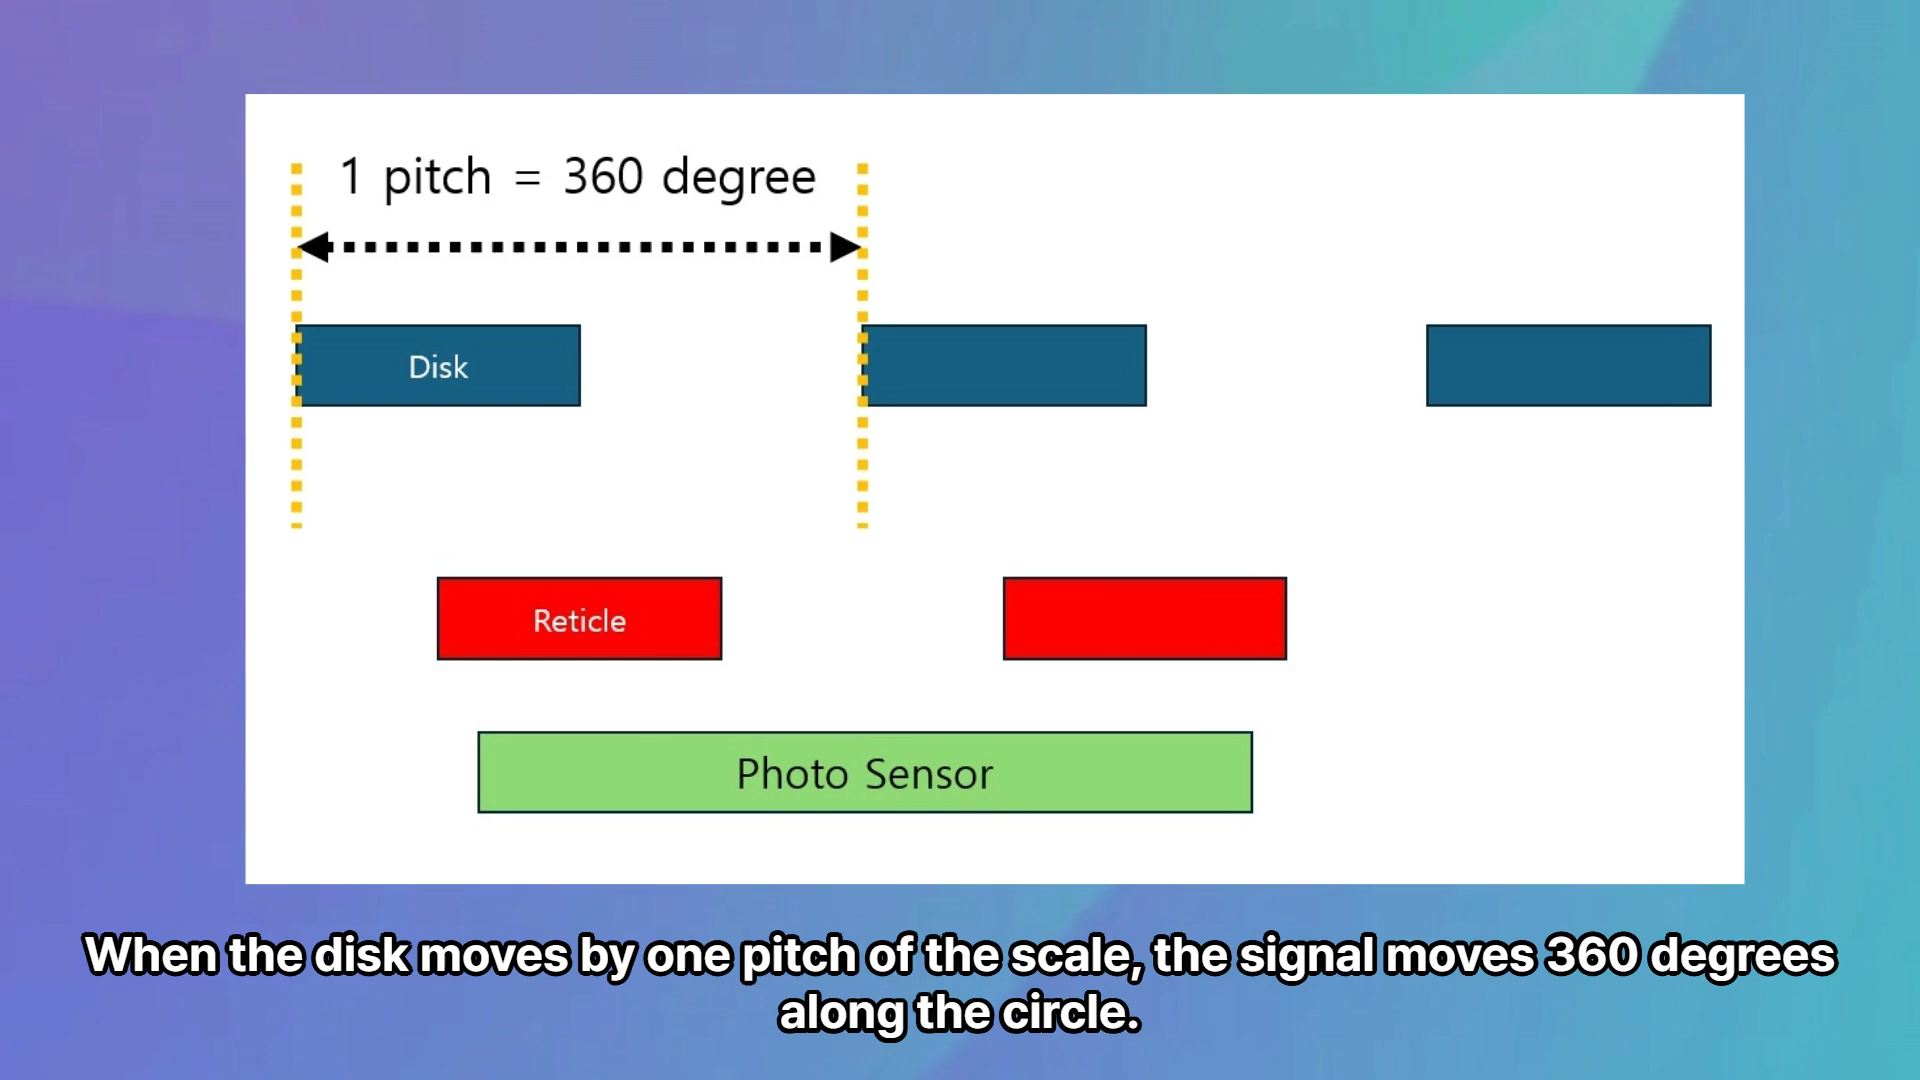 1 pitch = 360 degree
Disk
Reticle
Photo Sensor
When the disk moves by one pitch of the scale, the signal moves 360 degrees
along the circle.